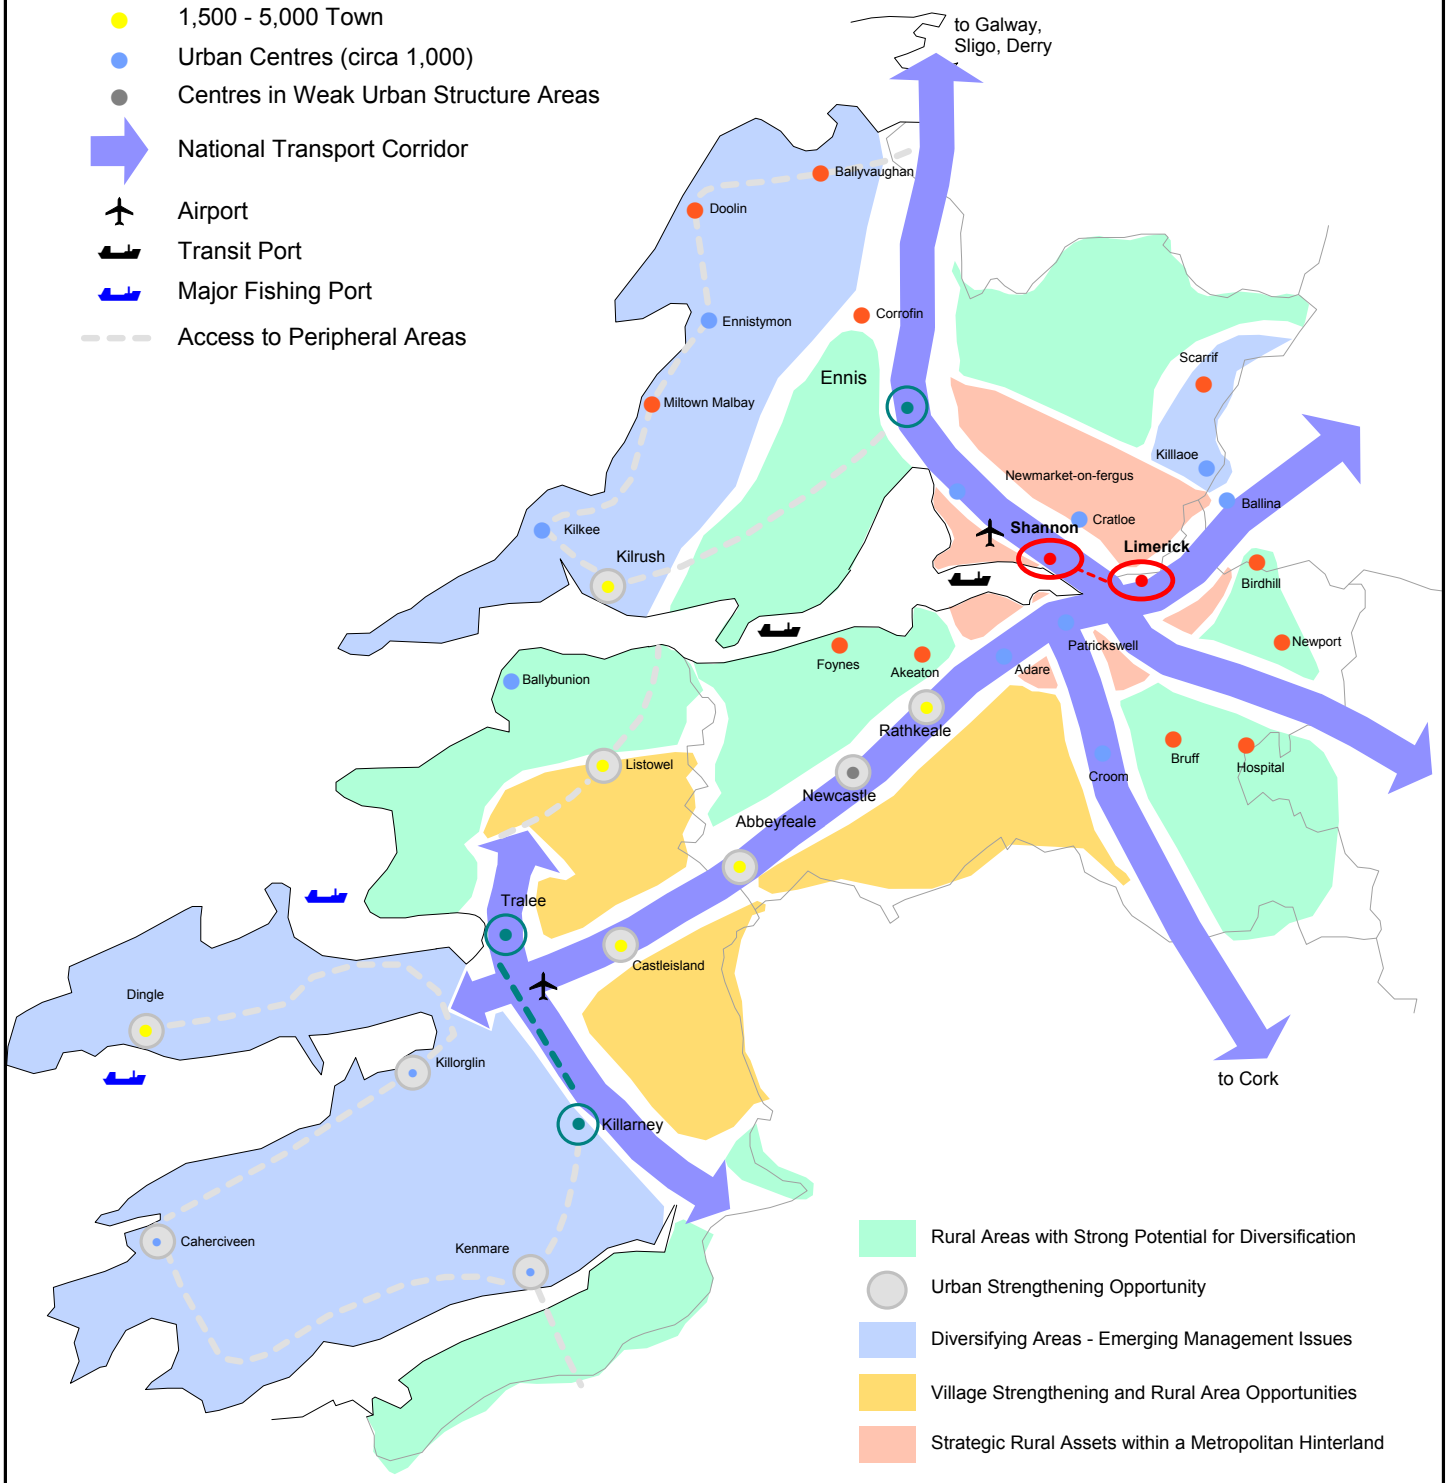 1,500 - 5,000 Town
Urban Centres (circa 1,000)
Centres in Weak Urban Structure Areas
National Transport Corridor
Airport
Transit Port
Major Fishing Port
Access to Peripheral Areas
to Galway,
Sligo, Derry
Ballyvaughan
Doolin
Ennistymon
Corrofin
Scarrif
Ennis
Miltown Malbay
Killlaoe
Newmarket-on-fergus
Ballina
Cratloe
Shannon
Kilkee
Limerick
Kilrush
Birdhill
Newport
Patrickswell
Foynes
Akeaton
Adare
Ballybunion
Rathkeale
Listowel
Bruff
Hospital
Croom
Newcastle
Abbeyfeale
Tralee
Castleisland
Dingle
Killorglin
to Cork
Killarney
Caherciveen
Kenmare
Rural Areas with Strong Potential for Diversification
Urban Strengthening Opportunity
Diversifying Areas - Emerging Management Issues
Village Strengthening and Rural Area Opportunities
Strategic Rural Assets within a Metropolitan Hinterland